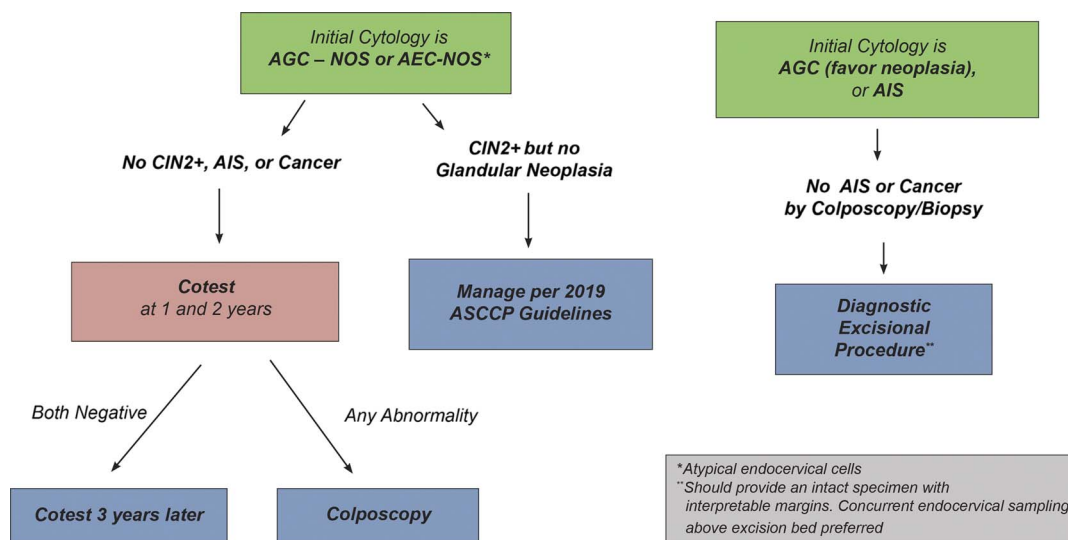 Initial Cytology is
AGC – NOS or AEC-NOS*
No CIN2+, AIS, or Cancer
CIN2+ but no
Glandular Neoplasia
Cotest
at 1 and 2 years
Manage per 2019
ASCCP Guidelines
Both Negative
Any Abnormality
Cotest 3 years later
Colposcopy
Initial Cytology is
AGC (favor neoplasia),
or AIS
No AIS or Cancer
by Colposcopy/Biopsy
Diagnostic
Excisional
Procedure**
*Atypical endocervical cells
**Should provide an intact specimen with
interpretable margins. Concurrent endocervical sampling
above excision bed preferred